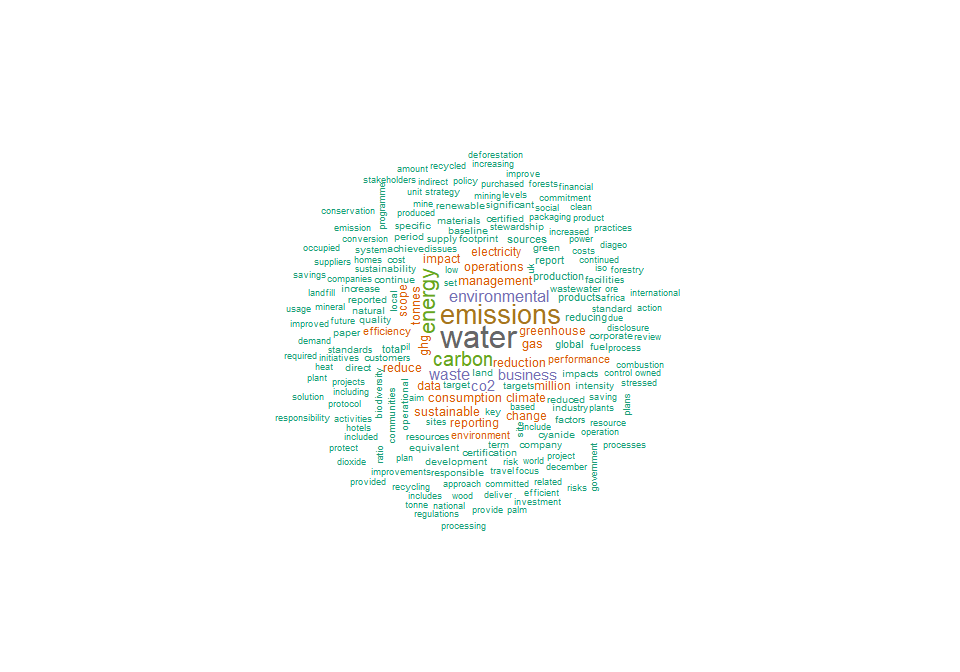 deforestation
amount recycled increasing
improve
stakeholders indirect policy purchased forests financial
programme unit strategy mining levels commitment
conservation produced mine renewable significant social clean
materials certified packaging product
emission specific baseline stewardship increased practices
conversion period supply footprint sources power diageo
occupied system achieved issues electricity green costs
suppliers homes cost impact operations uk report continued
savings sustainability low iso forestry
companies continue energy set management production facilities
landfill increase local scope tonnes environmental wastewater ore international
usage mineral reported products africa
natural emissions standard action
improved future quality water reducing due
demand paper efficiency ghg greenhouse disclosure
standards total pil gas global corporate review
required initiatives customers carbon reduction fuel process
heat direct reduce performance combustion
plant biodiversity waste land business impacts control owned
projects data target co2 targets million intensity stressed
solution including communities operational aim consumption climate reduced saving plans
protocol sustainable key based industry plants
responsibility activities sites reporting change factors resource
hotels site include
included resources environment cyanide operation
protect ratio equivalent term company government processes
dioxide plan certification project
development risk world december
improvements responsible travel focus
provided recycling approach committed related risks
includes wood deliver efficient
tonne national investment
regulations provide palm
processing